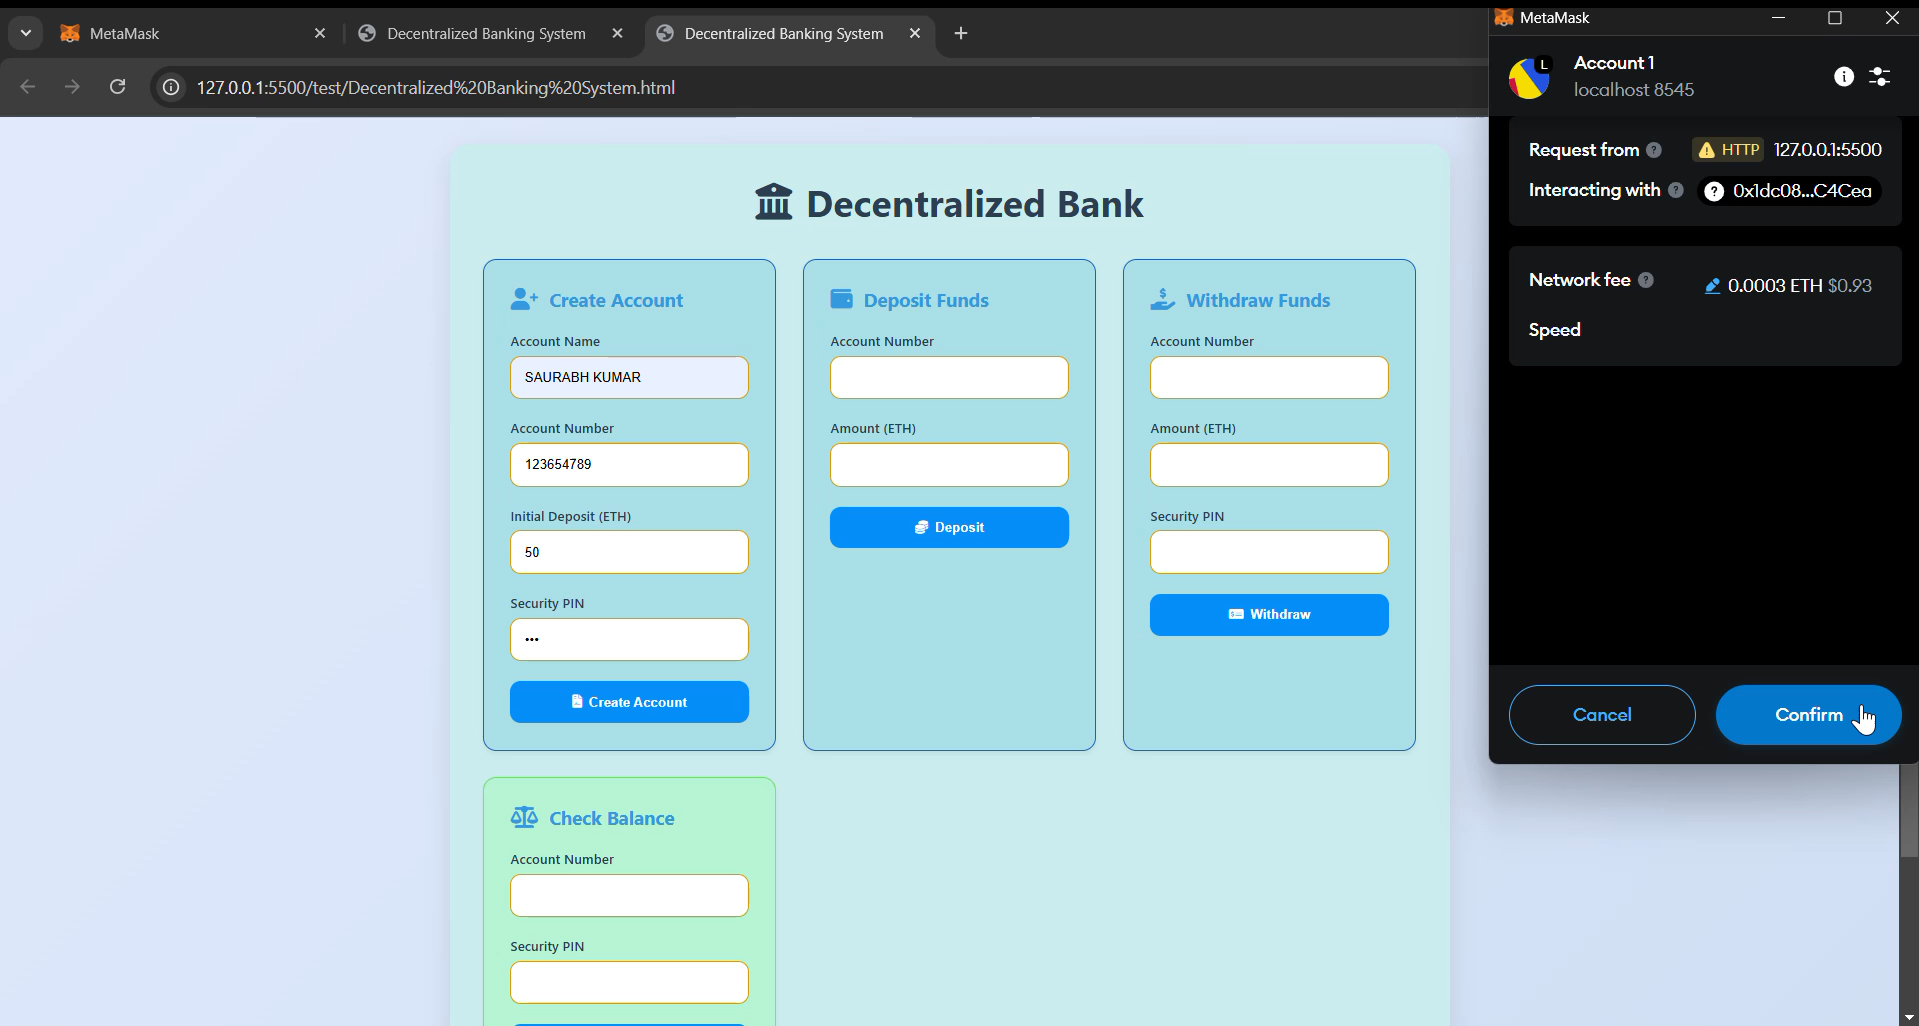 MetaMask
Decentralized Banking System
Decentralized Banking System
127.0.0.1:5500/test/Decentralized%20Banking%20System.html
Decentralized Bank
Create Account
Account Name
SAURABH KUMAR
Account Number
123654789
Initial Deposit (ETH)
50
Security PIN
•••
Create Account
Deposit Funds
Account Number
Amount (ETH)
Deposit
Withdraw Funds
Account Number
Amount (ETH)
Security PIN
Withdraw
Check Balance
Account Number
Security PIN
MetaMask
L
Account 1
localhost 8545
Request from ? HTTP 127.0.0.1:5500
Interacting with ? ? 0x1dc08...C4Cea
Network fee ? 0.0003 ETH $0.93
Speed
Cancel
Confirm